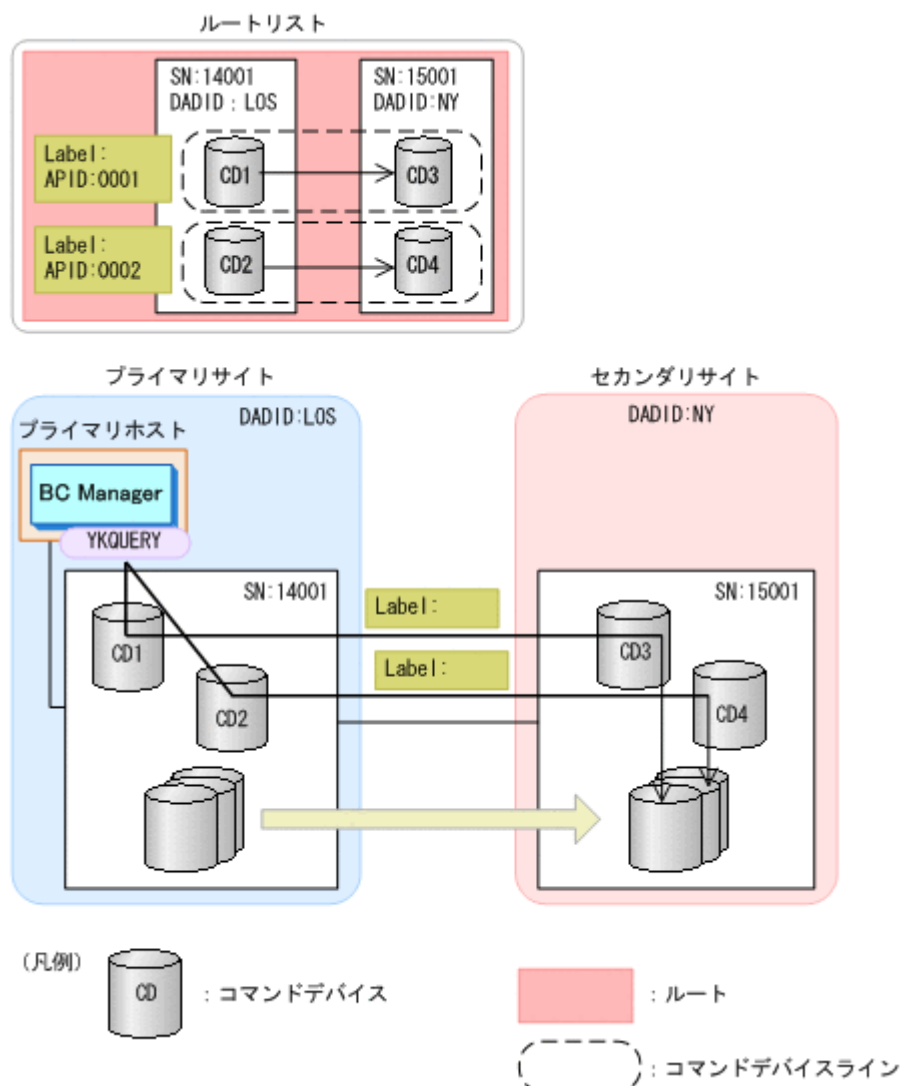 ルートリスト
SN:14001
DADID：LOS
SN:15001
DADID:NY
Label:
APID:0001
CD1
CD3
Label:
APID:0002
CD2
CD4
プライマリサイト
セカンダリサイト
DADID:LOS
DADID:NY
プライマリホスト
BC Manager
YKQUERY
SN:14001
SN:15001
Label:
CD1
CD3
Label:
CD2
CD4
(凡例)
CD
：コマンドデバイス
：ルート
：コマンドデバイスライン